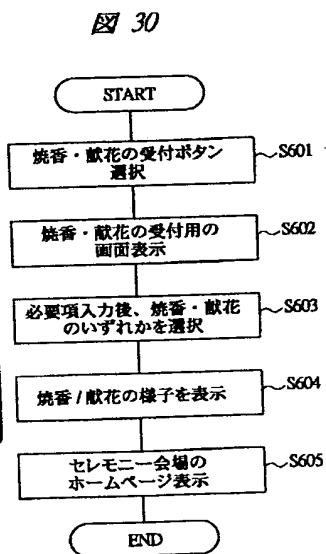 図 30
START
焼香・献花の受付ボタン
選択
S601
焼香・献花の受付用の
画面表示
S602
必要項入力後、焼香・献花
のいずれかを選択
S603
焼香/献花の様子を表示
S604
セレモニー会場の
ホームページ表示
S605
END